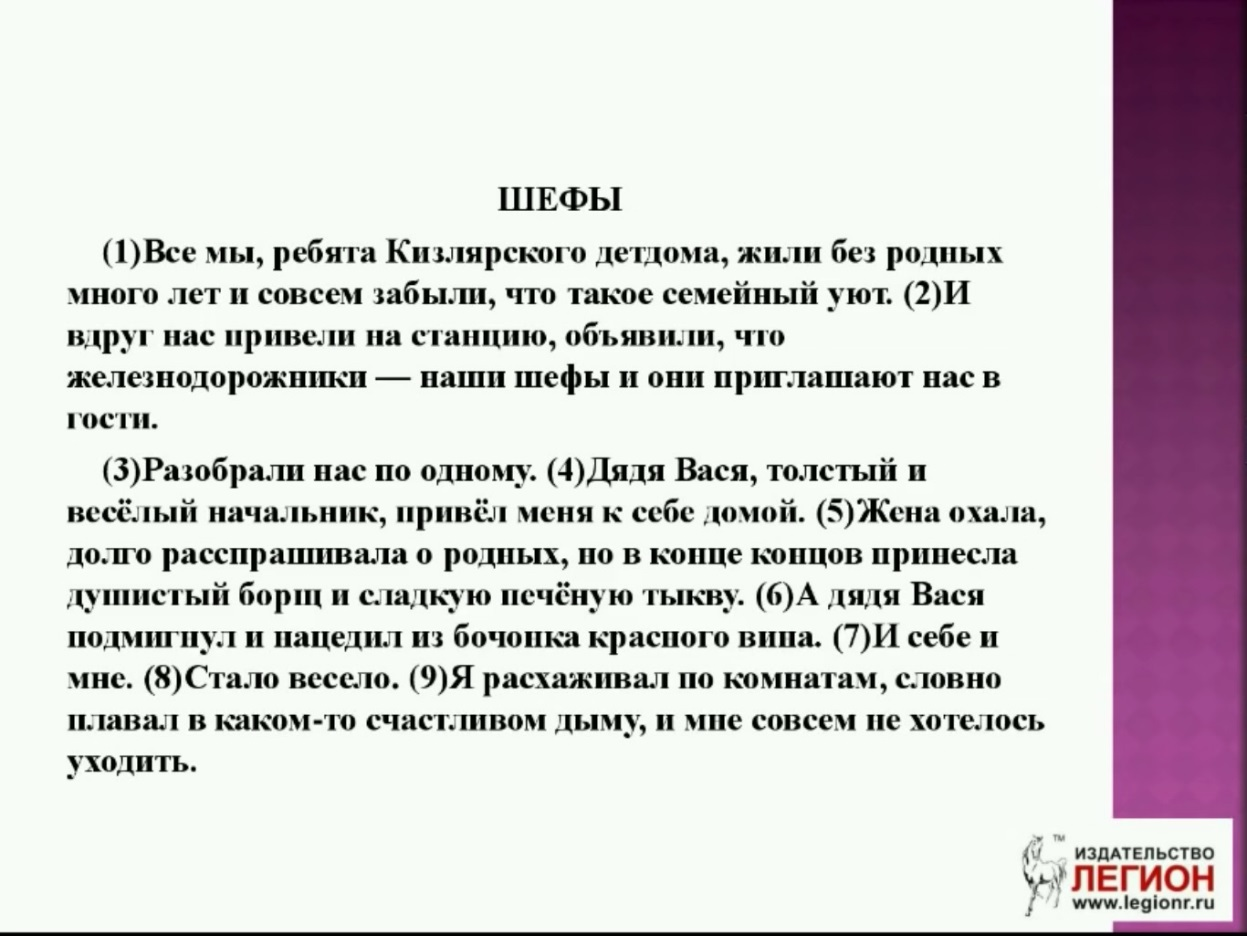 ШЕФЫ
(1)Все мы, ребята Кизлярского детдома, жили без родных
много лет и совсем забыли, что такое семейный уют. (2)И
вдруг нас привели на станцию, объявили, что
железнодорожники — наши шефы и они приглашают нас в
гости.
(3)Разобрали нас по одному. (4)Дядя Вася, толстый и
весёлый начальник, привёл меня к себе домой. (5)Жена охала,
долго расспрашивала о родных, но в конце концов принесла
душистый борщ и сладкую печёную тыкву. (6)А дядя Вася
подмигнул и нацедил из бочонка красного вина. (7)И себе и
мне. (8)Стало весело. (9)Я расхаживал по комнатам, словно
плавал в каком-то счастливом дыму, и мне совсем не хотелось
уходить.
TM
ИЗДАТЕЛЬСТВО
ЛЕГИОН
www.legionr.ru